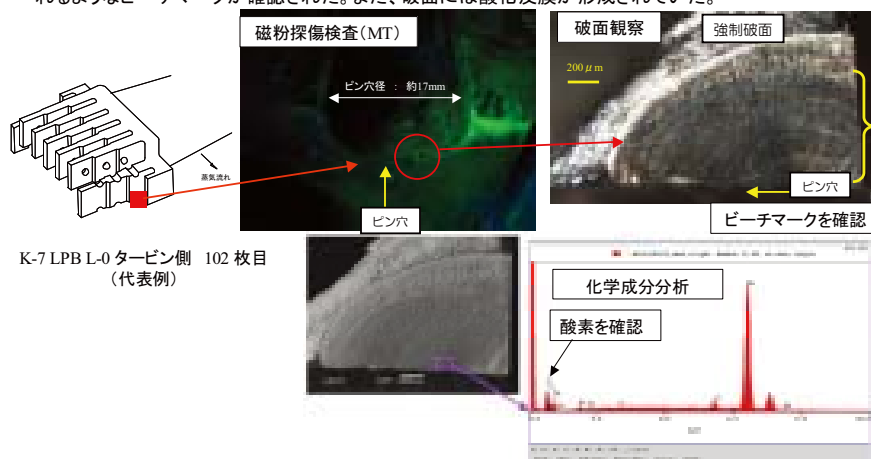 れるようなビーチマークが確認された。また、破面には酸化皮膜が形成されていた。
磁粉探傷検査(MT)
破面観察
強制破面
200μm
ピン穴径 : 約17mm
蒸気流れ
ピン穴
ピン穴
ビーチマークを確認
K-7 LPB L-0 タービン側 102 枚目
(代表例)
化学成分分析
酸素を確認